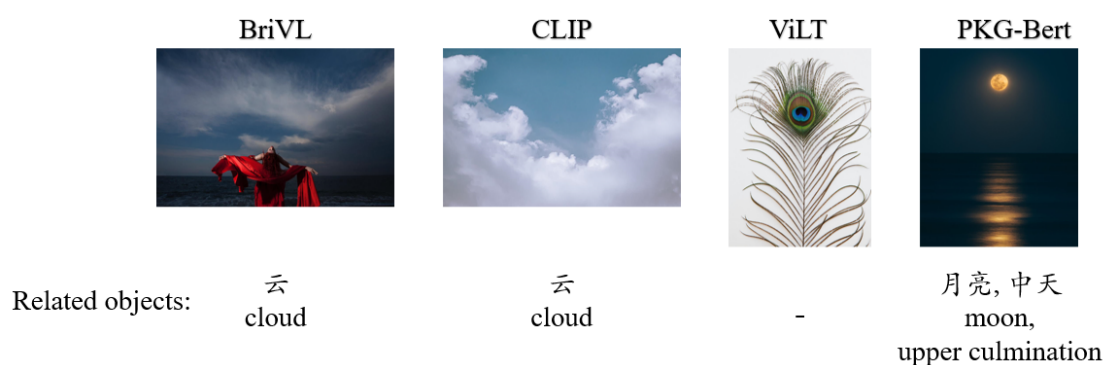 BriVL CLIP ViLT PKG-Bert
Related objects: 云 云 - 月亮, 中天
cloud cloud moon,
upper culmination